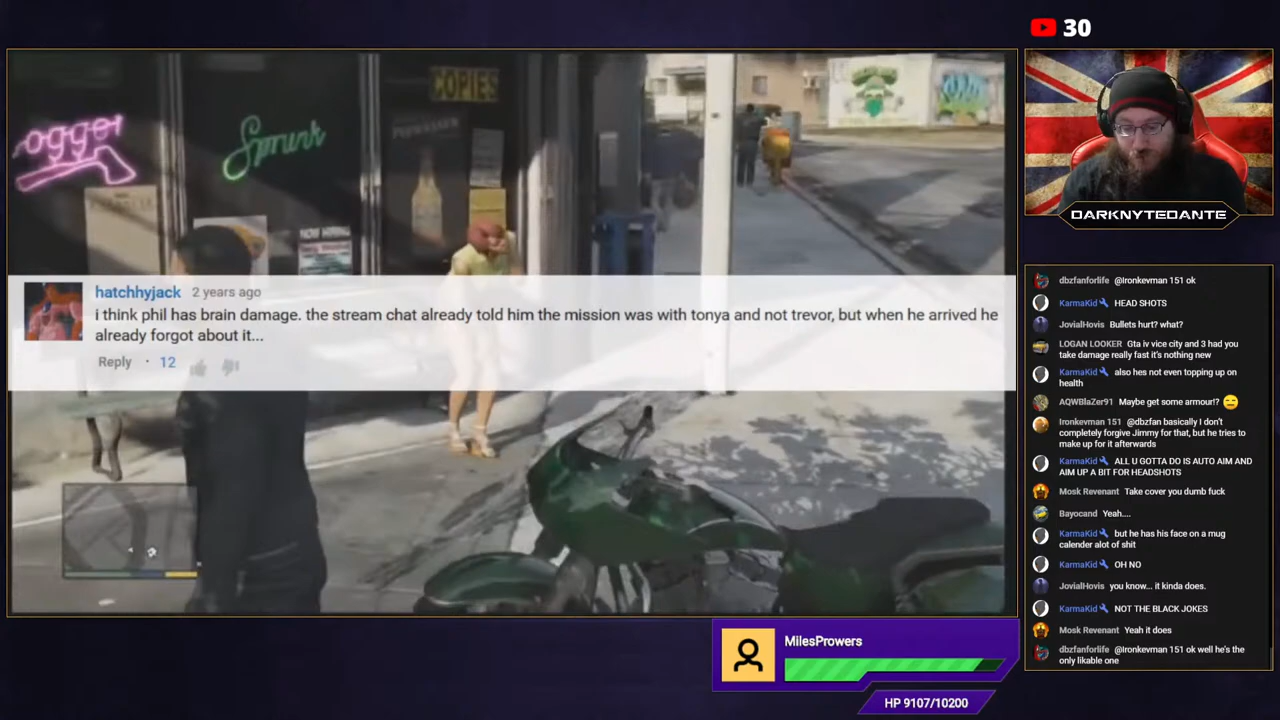 30
COPIES
oggor
Sprunk
NOW HIRING
DARKNYTEDANTE
hatchhyjack 2 years ago
i think phil has brain damage. the stream chat already told him the mission was with tonya and not trevor, but when he arrived he
already forgot about it...
Reply · 12
dbzfanforlife @Ironkevman 151 ok
KarmaKid HEAD SHOTS
JovialHovis Bullets hurt? what?
LOGAN LOOKER Gta iv vice city and 3 had you
take damage really fast it's nothing new
KarmaKid also hes not even topping up on
health
AQWBlaZer91 Maybe get some armour!? 😑
Ironkevman 151 @dbzfan basically I don't
completely forgive Jimmy for that, but he tries to
make up for it afterwards
KarmaKid ALL U GOTTA DO IS AUTO AIM AND
AIM UP A BIT FOR HEADSHOTS
Mosk Revenant Take cover you dumb fuck
Bayocand Yeah....
KarmaKid but he has his face on a mug
calender alot of shit
KarmaKid OH NO
JovialHovis you know... it kinda does.
KarmaKid NOT THE BLACK JOKES
Mosk Revenant Yeah it does
dbzfanforlife @Ironkevman 151 ok well he's the
only likable one
MilesProwers
HP 9107/10200